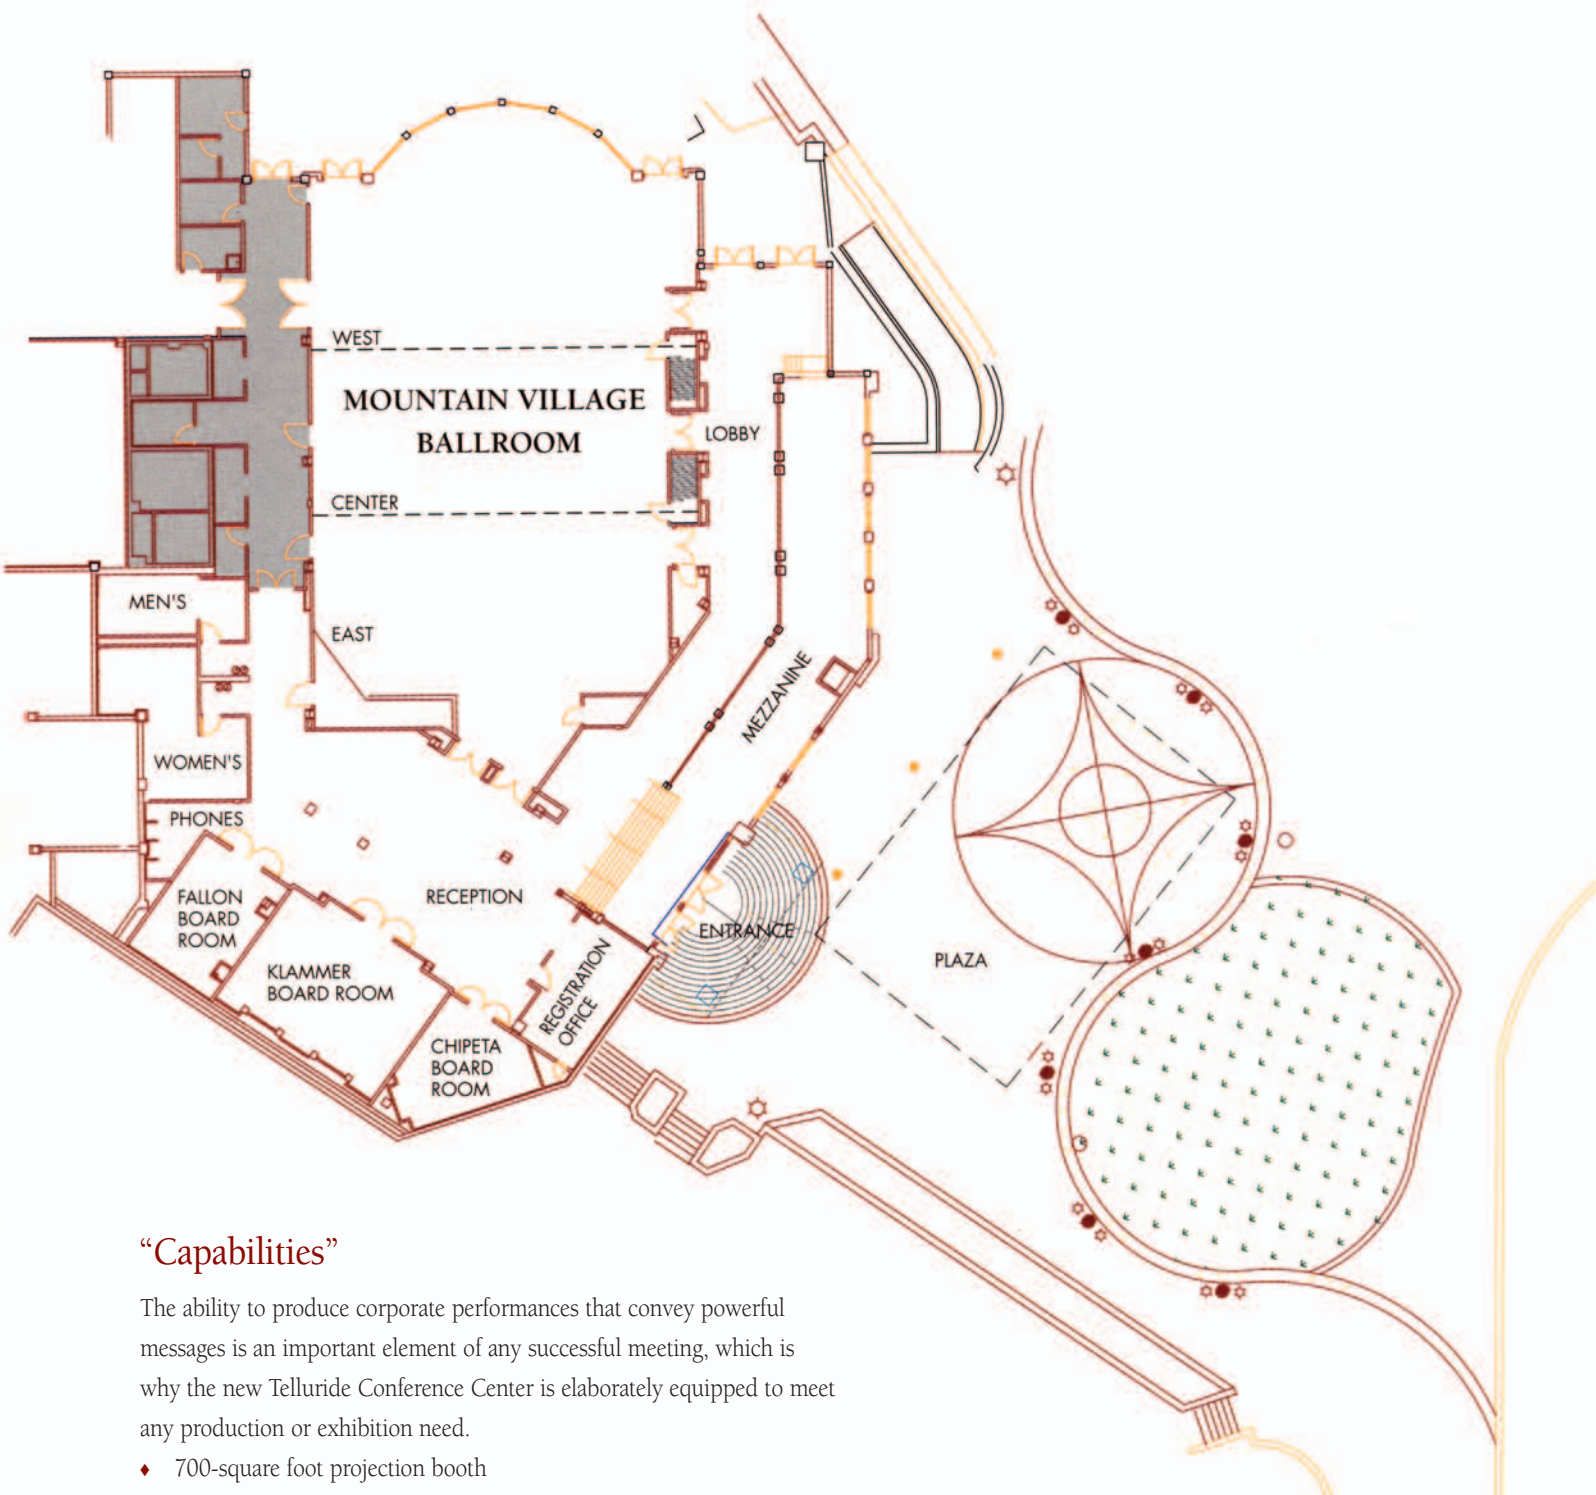 WEST
MOUNTAIN VILLAGE
BALLROOM
LOBBY
CENTER
MEN'S
EAST
MEZZANINE
WOMEN'S
PHONES
FALLON
BOARD
ROOM
RECEPTION
ENTRANCE
PLAZA
KLAMMER
BOARD ROOM
REGISTRATION
OFFICE
CHIPETA
BOARD
ROOM
“Capabilities”
The ability to produce corporate performances that convey powerful
messages is an important element of any successful meeting, which is
why the new Telluride Conference Center is elaborately equipped to meet
any production or exhibition need.
♦ 700-square foot projection booth